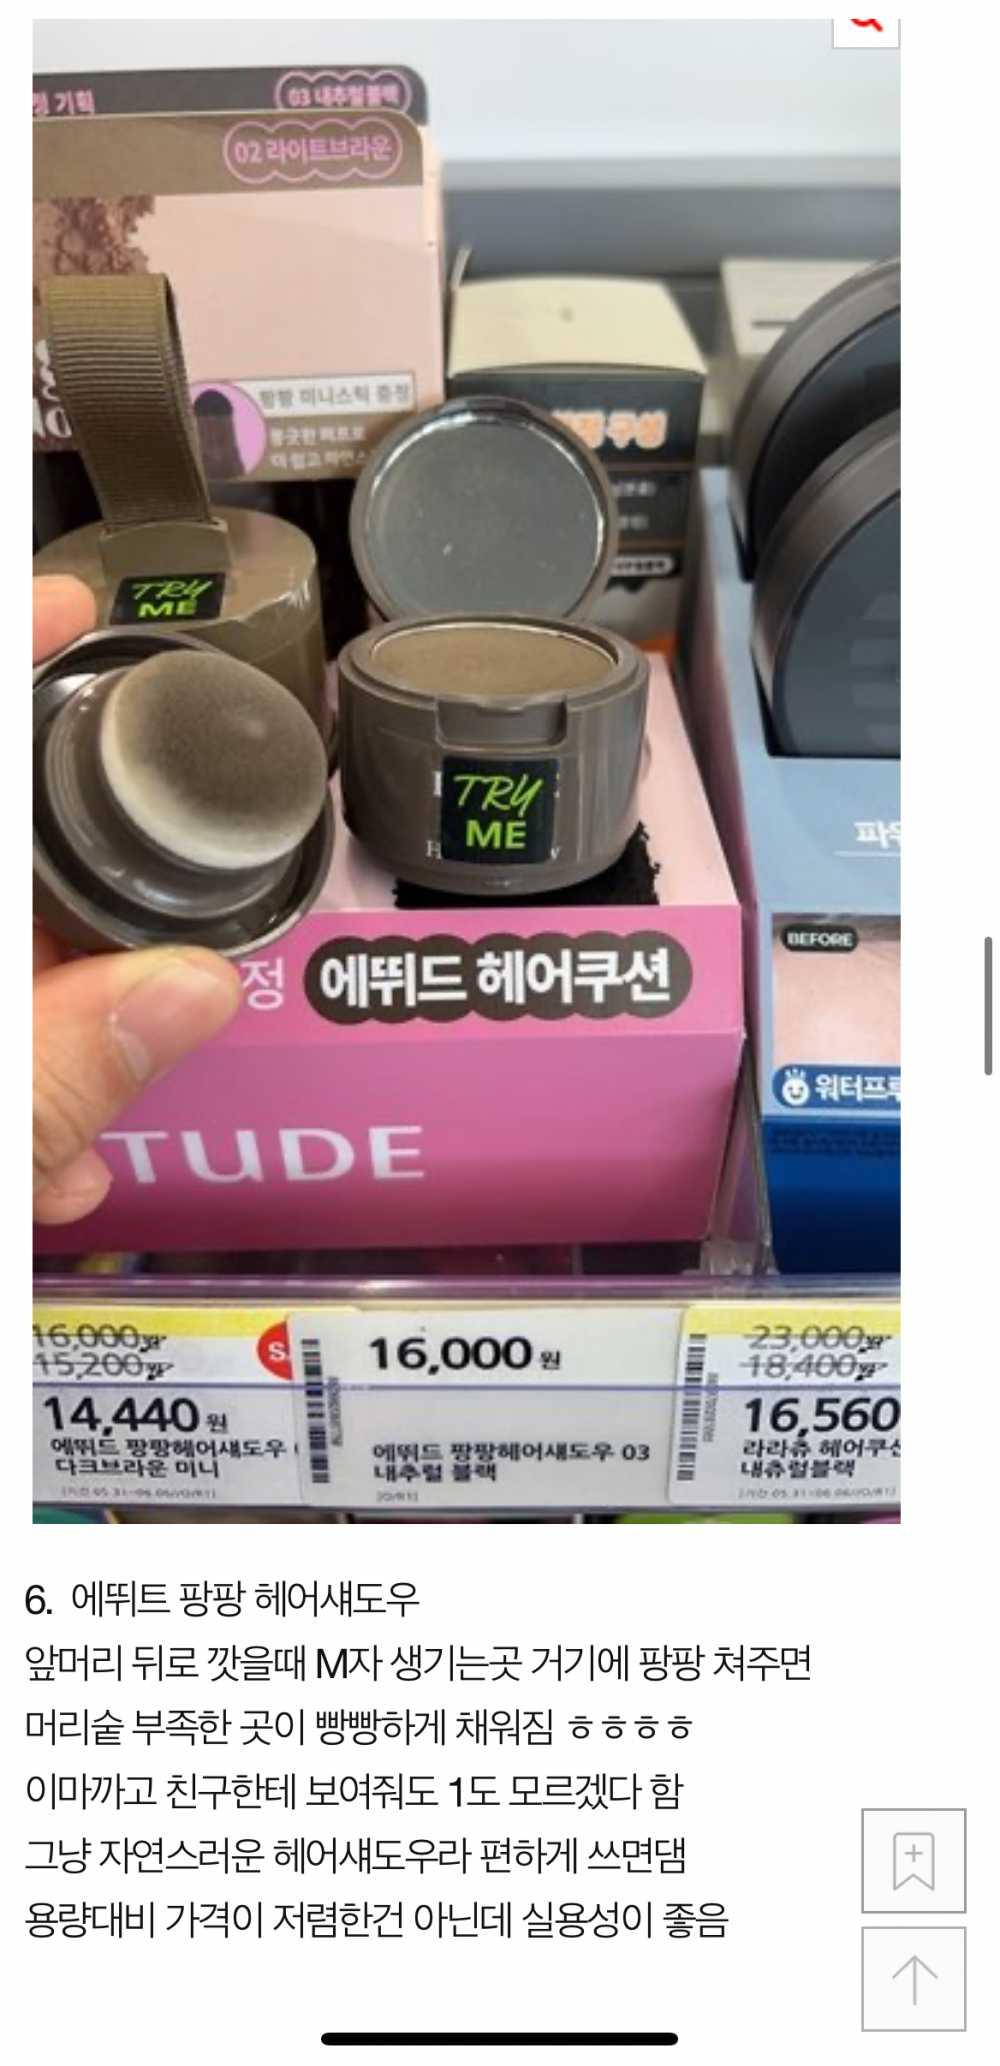 03 내추럴블랙
기획
02 라이트브라운
팡팡 미니스틱 증정
TRY
ME
TRY
ME
정 에뛰드 헤어쿠션
TUDE
구성
BEFORE
워터프루
16,000원
15,200원
14,440원
에뛰드 팡팡헤어섀도우
다크브라운 미니
16,000원
에뛰드 팡팡헤어섀도우 03
내추럴 블랙
23,000원
18,400원
16,560
라라츄 헤어쿠션
내츄럴블랙
6. 에뛰트 팡팡 헤어섀도우
앞머리 뒤로 깟을때 M자 생기는곳 거기에 팡팡 쳐주면
머리숱 부족한 곳이 빵빵하게 채워짐 ㅎㅎㅎㅎ
이마까고 친구한테 보여줘도 1도 모르겠다 함
그냥 자연스러운 헤어섀도우라 편하게 쓰면댐
용량대비 가격이 저렴한건 아닌데 실용성이 좋음